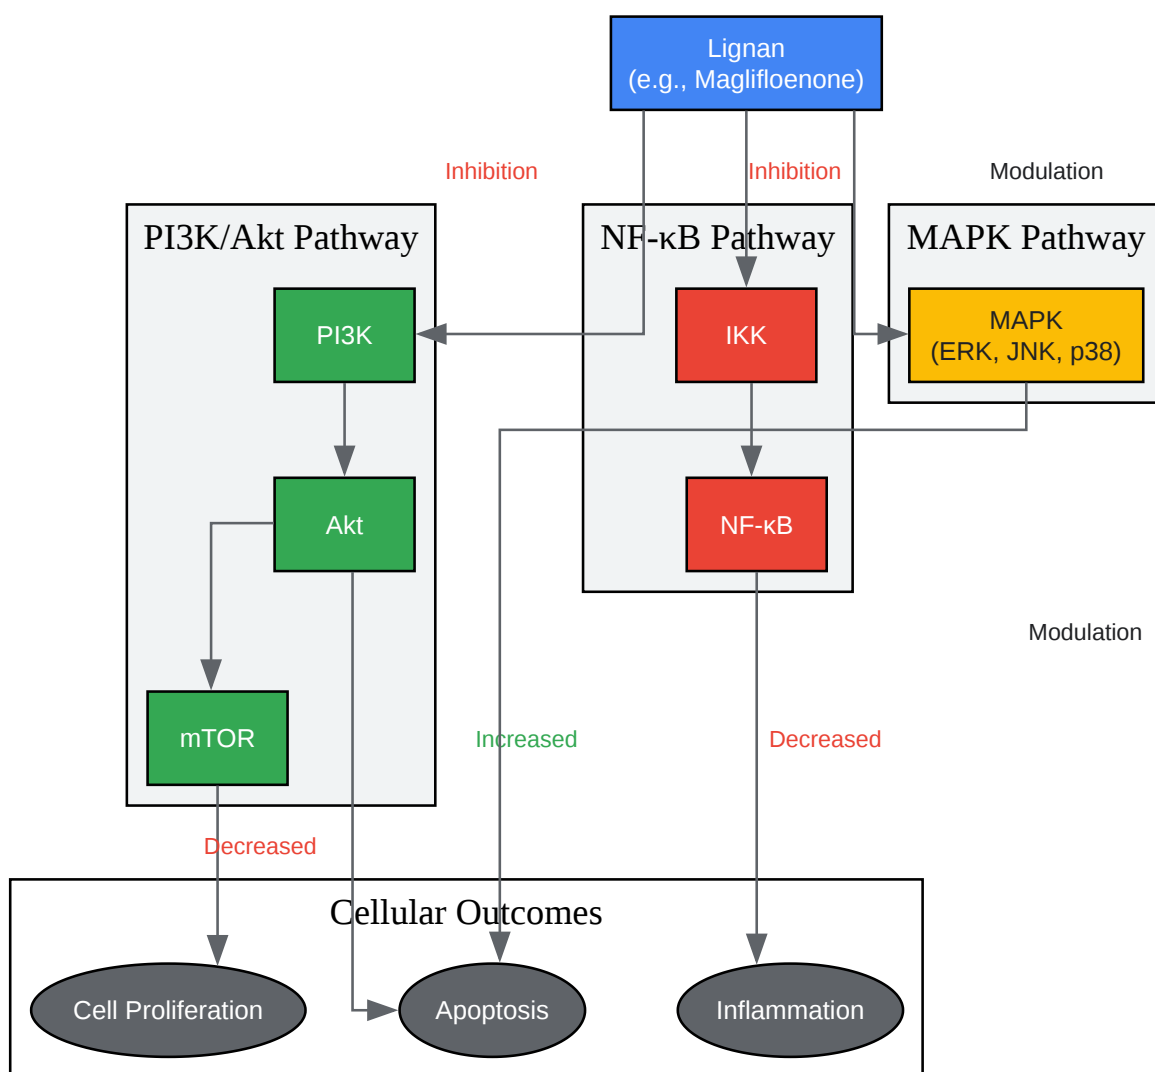 Lignan
(e.g., Maglifloenone)
Inhibition
Inhibition
Modulation
PI3K/Akt Pathway
NF-κB Pathway
MAPK Pathway
PI3K
IKK
MAPK
(ERK, JNK, p38)
Akt
NF-κB
Modulation
mTOR
Increased
Decreased
Decreased
Cellular Outcomes
Cell Proliferation
Apoptosis
Inflammation